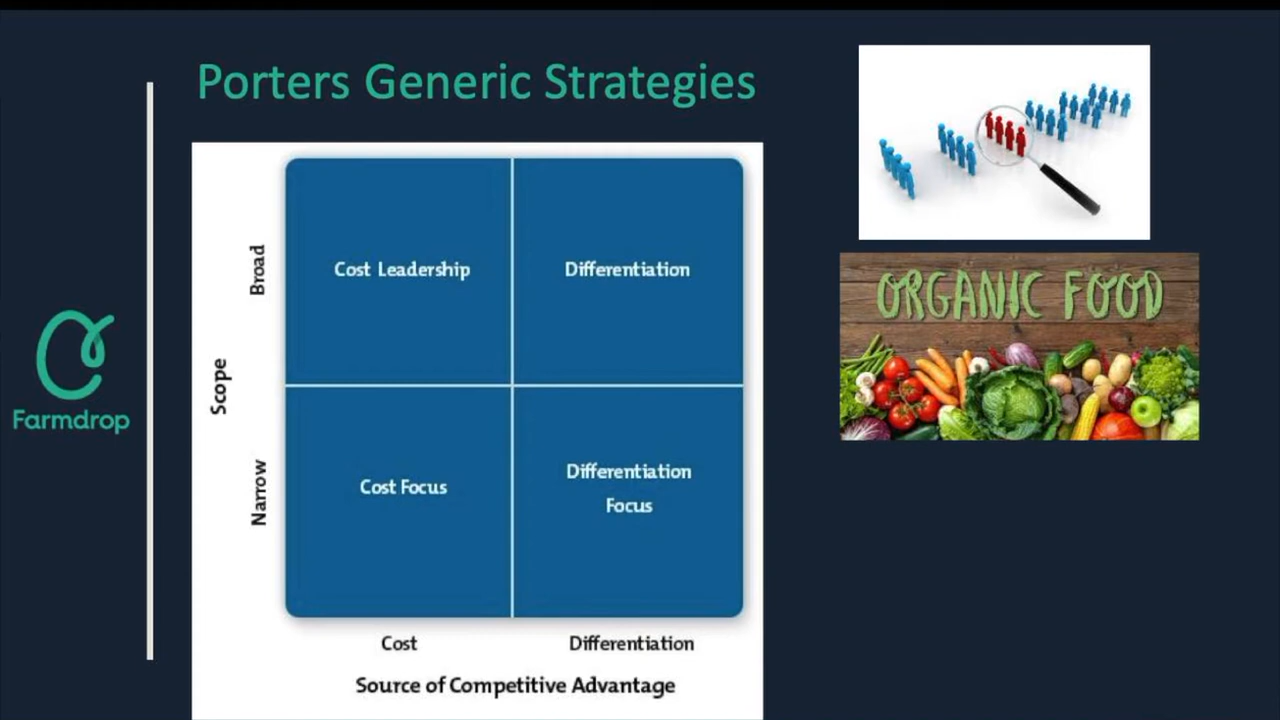 Porters Generic Strategies
Farmdrop
Scope
Broad
Narrow
Cost Leadership
Differentiation
Cost Focus
Differentiation
Focus
Cost
Differentiation
Source of Competitive Advantage
ORGANIC FOOD